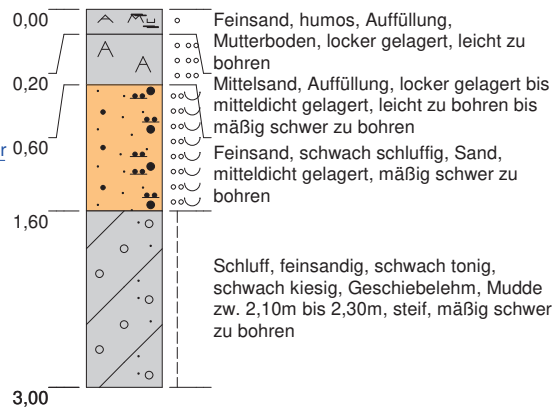 0,00
Feinsand, humos, Auffüllung,
Mutterboden, locker gelagert, leicht zu
bohren
0,20
Mittelsand, Auffüllung, locker gelagert bis
mitteldicht gelagert, leicht zu bohren bis
mäßig schwer zu bohren
r 0,60
Feinsand, schwach schluffig, Sand,
mitteldicht gelagert, mäßig schwer zu
bohren
1,60
Schluff, feinsandig, schwach tonig,
schwach kiesig, Geschiebelehm, Mudde
zw. 2,10m bis 2,30m, steif, mäßig schwer
zu bohren
3,00